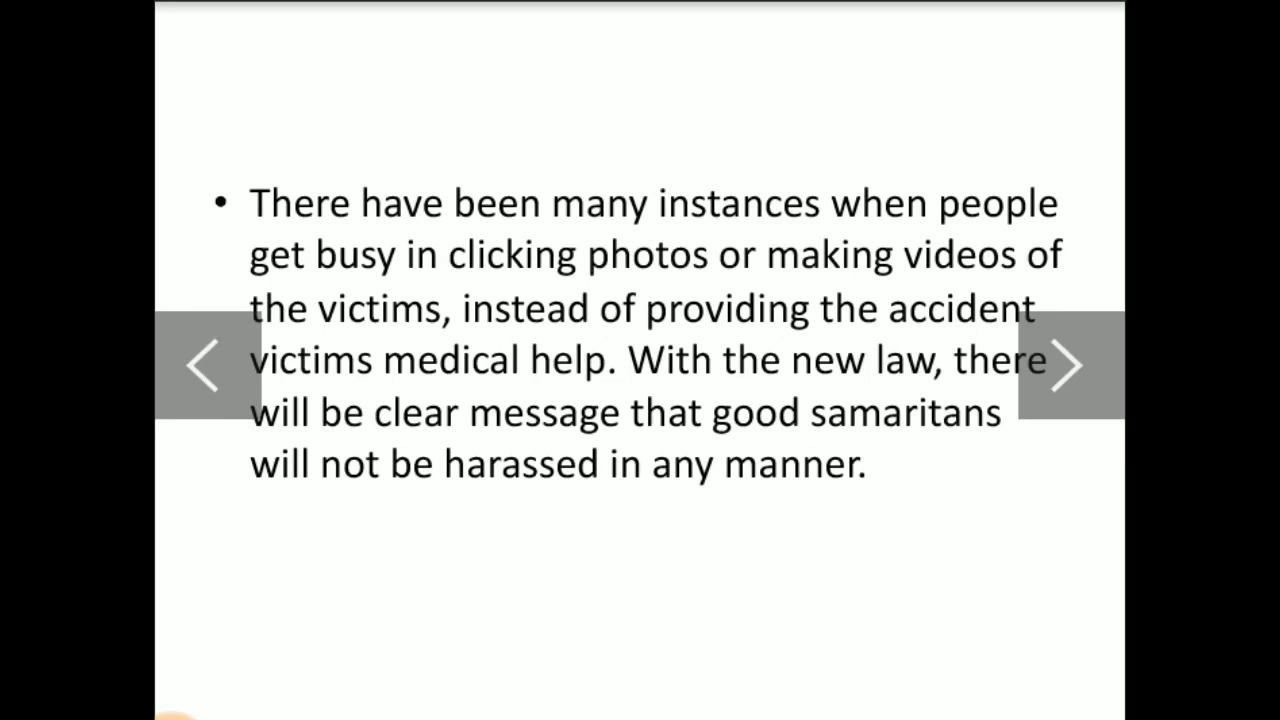 • There have been many instances when people
get busy in clicking photos or making videos of
the victims, instead of providing the accident
victims medical help. With the new law, there
will be clear message that good samaritans
will not be harassed in any manner.